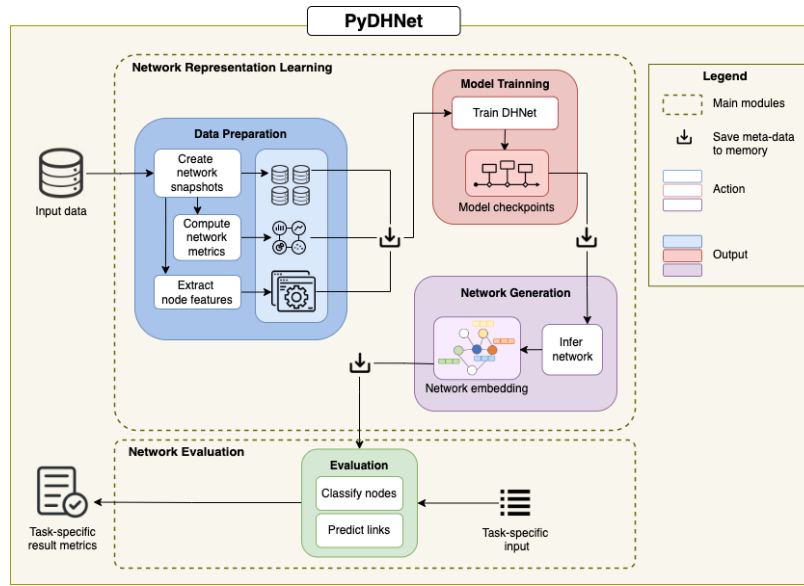 PyDHNet
Network Representation Learning
Data Preparation
Create
network
snapshots
Compute
network
metrics
Extract
node features
Input data
Model Trainning
Train DHNet
Model checkpoints
Network Generation
Infer
network
Network embedding
Legend
Main modules
Save meta-data
to memory
Action
Output
Network Evaluation
Evaluation
Classify nodes
Predict links
Task-specific
result metrics
Task-specific
input